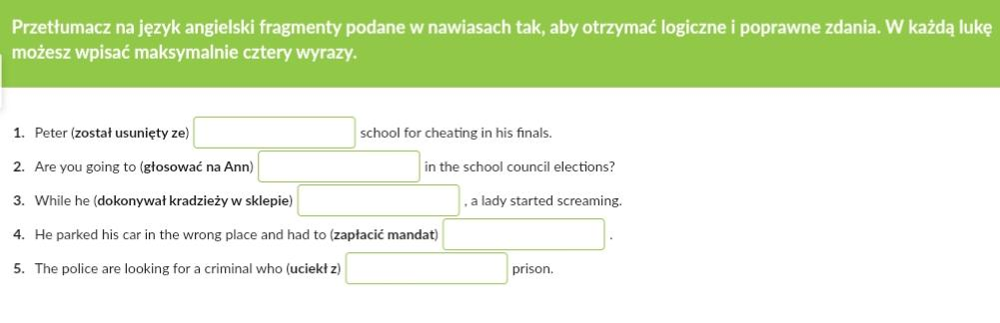 Przetłumacz na język angielski fragmenty podane w nawiasach tak, aby otrzymać logiczne i poprawne zdania. W każdą lukę
możesz wpisać maksymalnie cztery wyrazy.
1. Peter (został usunięty ze) school for cheating in his finals.
2. Are you going to (głosować na Ann) in the school council elections?
3. While he (dokonywał kradzieży w sklepie) , a lady started screaming.
4. He parked his car in the wrong place and had to (zapłacić mandat) .
5. The police are looking for a criminal who (uciekł z) prison.